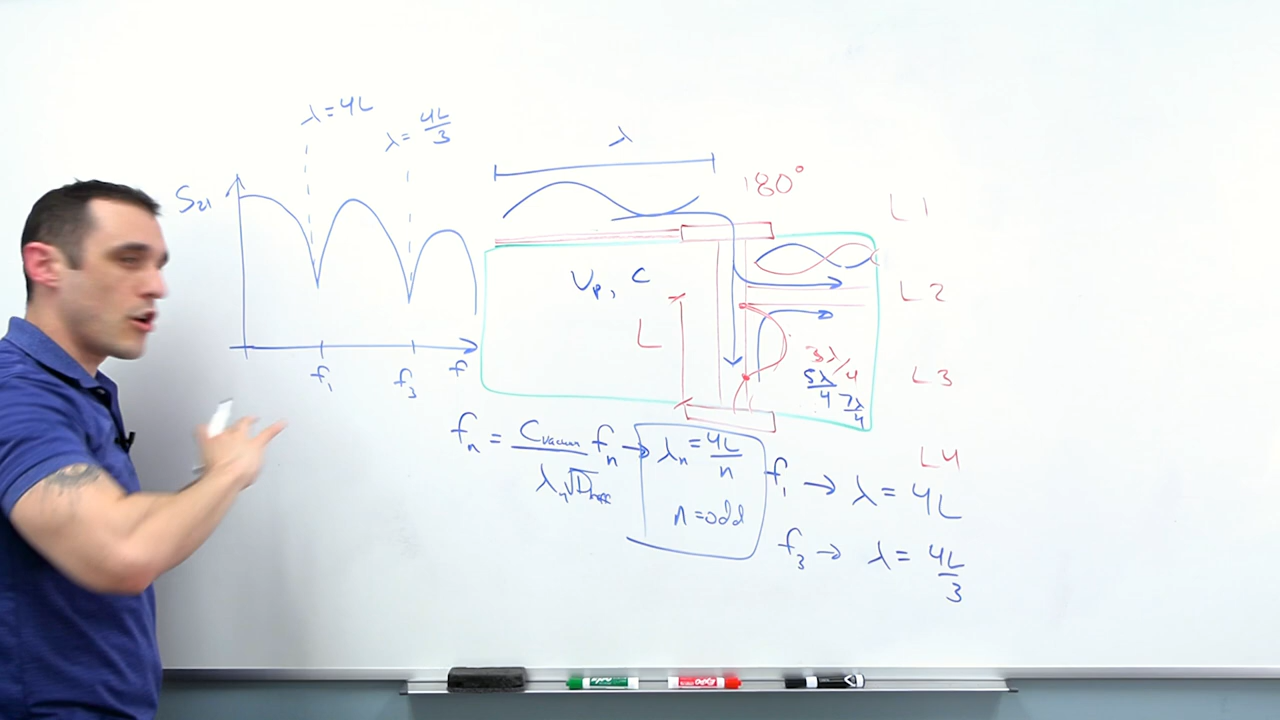 λ=4L
λ=4L/3
S21
f1
f3
f
λ
180°
L1
L2
L3
L4
Vp, C
L
3λ/4
5λ/4
7λ/4
fn = Cvacuum/λn√Dkeff
fn → λn = 4L/n
n=odd
f1 → λ = 4L
f3 → λ = 4L/3
EXPO